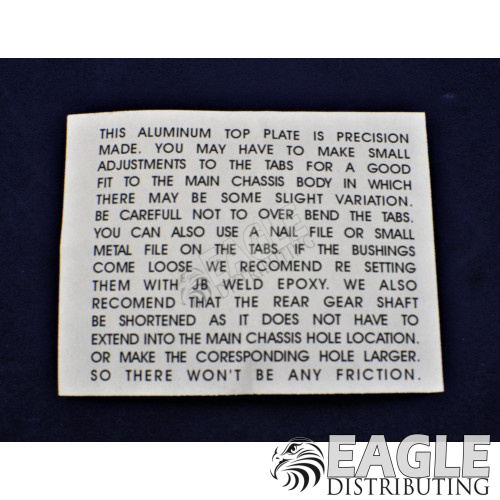 THIS ALUMINUM TOP PLATE IS PRECISION
MADE. YOU MAY HAVE TO MAKE SMALL
ADJUSTMENTS TO THE TABS FOR A GOOD
FIT TO THE MAIN CHASSIS BODY IN WHICH
THERE MAY BE SOME SLIGHT VARIATION.
BE CAREFULL NOT TO OVER BEND THE TABS.
YOU CAN ALSO USE A NAIL FILE OR SMALL
METAL FILE ON THE TABS. IF THE BUSHINGS
COME LOOSE WE RECOMEND RE SETTING
THEM WITH JB WELD EPOXY. WE ALSO
RECOMEND THAT THE REAR GEAR SHAFT
BE SHORTENED AS IT DOES NOT HAVE TO
EXTEND INTO THE MAIN CHASSIS HOLE LOCATION.
OR MAKE THE CORESPONDING HOLE LARGER.
SO THERE WON'T BE ANY FRICTION.
EAGLE
DISTRIBUTING